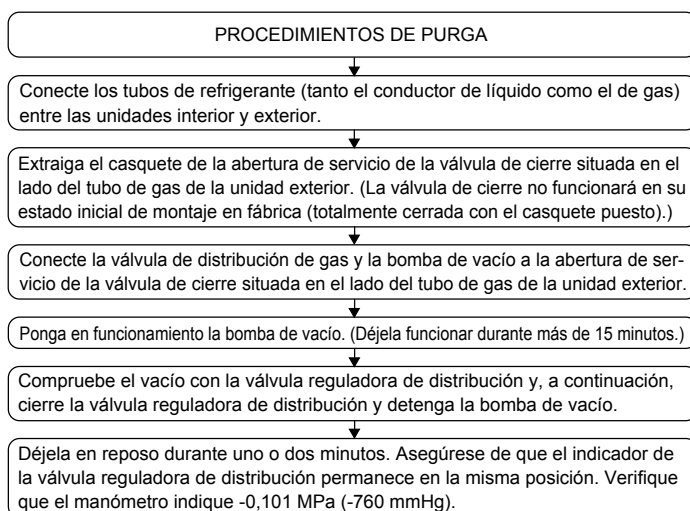 PROCEDIMIENTOS DE PURGA
Conecte los tubos de refrigerante (tanto el conductor de líquido como el de gas)
entre las unidades interior y exterior.
Extraiga el casquete de la abertura de servicio de la válvula de cierre situada en el
lado del tubo de gas de la unidad exterior. (La válvula de cierre no funcionará en su
estado inicial de montaje en fábrica (totalmente cerrada con el casquete puesto).)
Conecte la válvula de distribución de gas y la bomba de vacío a la abertura de ser-
vicio de la válvula de cierre situada en el lado del tubo de gas de la unidad exterior.
Ponga en funcionamiento la bomba de vacío. (Déjela funcionar durante más de 15 minutos.)
Compruebe el vacío con la válvula reguladora de distribución y, a continuación,
cierre la válvula reguladora de distribución y detenga la bomba de vacío.
Déjela en reposo durante uno o dos minutos. Asegúrese de que el indicador de
la válvula reguladora de distribución permanece en la misma posición. Verifique
que el manómetro indique -0,101 MPa (-760 mmHg).